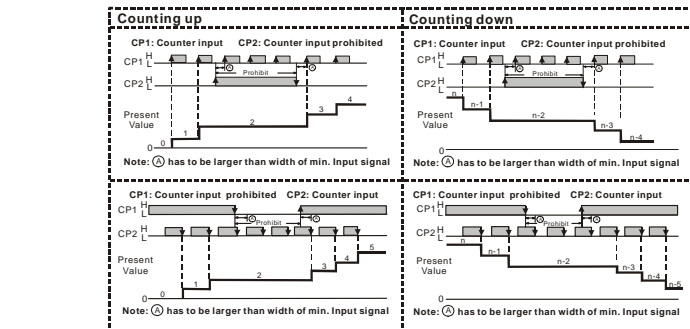 Counting up
CP1: Counter input CP2: Counter input prohibited
CP1 H
L
A
Prohibit
A
CP2 H
L
Present
Value
0
0
1
2
3
4
Note: A has to be larger than width of min. Input signal
Counting down
CP1: Counter input CP2: Counter input prohibited
CP1 H
L
A
Prohibit
A
CP2 H
L
Present
Value
0
n
n-1
n-2
n-3
n-4
Note: A has to be larger than width of min. Input signal
CP1: Counter input prohibited CP2: Counter input
CP1 H
L
A
Prohibit
A
CP2 H
L
Present
Value
0
0
1
2
3
4
5
Note: A has to be larger than width of min. Input signal
CP1: Counter input prohibited CP2: Counter input
CP1 H
L
A
Prohibit
A
CP2 H
L
Present
Value
0
n
n-1
n-2
n-3
n-4
n-5
Note: A has to be larger than width of min. Input signal